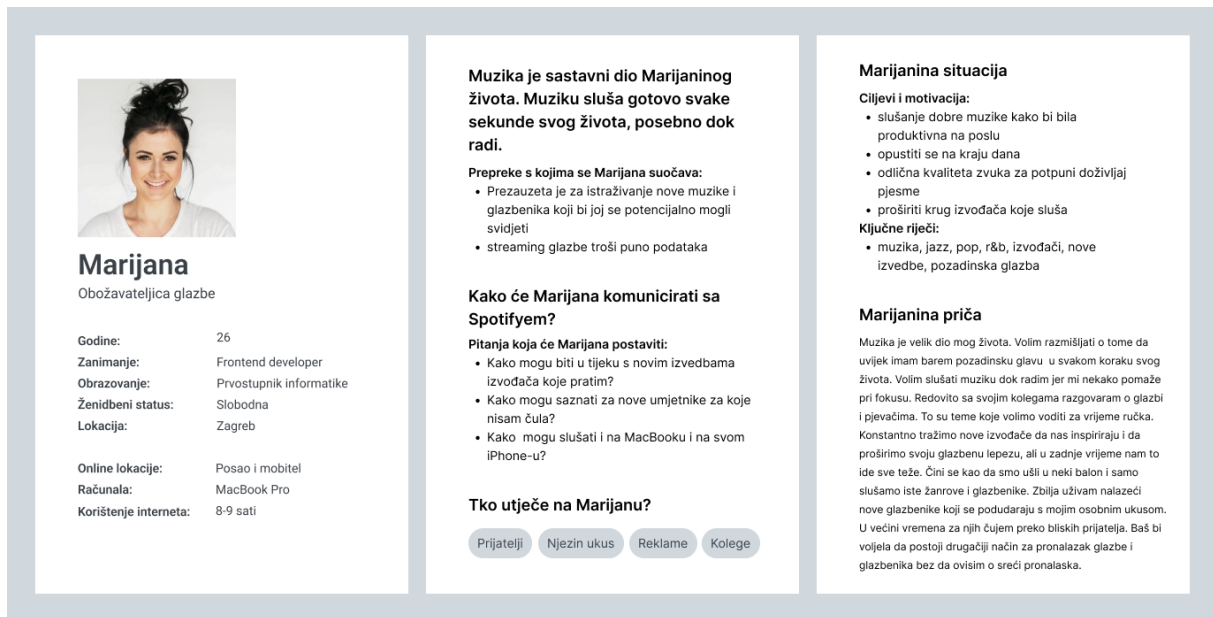 Marijana
Obožavateljica glazbe
Godine: 26
Zanimanje: Frontend developer
Obrazovanje: Prvostupnik informatike
Ženidbeni status: Slobodna
Lokacija: Zagreb
Online lokacije: Posao i mobitel
Računala: MacBook Pro
Korištenje interneta: 8-9 sati
Muzika je sastavni dio Marijaninog
života. Muziku sluša gotovo svake
sekunde svog života, posebno dok
radi.
Prepreke s kojima se Marijana suočava:
• Prezauzeta je za istraživanje nove muzike i
glazbenika koji bi joj se potencijalno mogli
svidjeti
• streaming glazbe troši puno podataka
Kako će Marijana komunicirati sa
Spotifyem?
Pitanja koja će Marijana postaviti:
• Kako mogu biti u tijeku s novim izvedbama
izvođača koje pratim?
• Kako mogu saznati za nove umjetnike za koje
nisam čula?
• Kako  mogu slušati i na MacBooku i na svom
iPhone-u?
Tko utječe na Marijanu?
Prijatelji Njezin ukus Reklame Kolege
Marijanina situacija
Ciljevi i motivacija:
• slušanje dobre muzike kako bi bila
produktivna na poslu
• opustiti se na kraju dana
• odlična kvaliteta zvuka za potpuni doživljaj
pjesme
• proširiti krug izvođača koje sluša
Ključne riječi:
• muzika, jazz, pop, r&b, izvođači, nove
izvedbe, pozadinska glazba
Marijanina priča
Muzika je velik dio mog života. Volim razmišljati o tome da
uvijek imam barem pozadinsku glavu  u svakom koraku svog
života. Volim slušati muziku dok radim jer mi nekako pomaže
pri fokusu. Redovito sa svojim kolegama razgovaram o glazbi
i pjevačima. To su teme koje volimo voditi za vrijeme ručka.
Konstantno tražimo nove izvođače da nas inspiriraju i da
proširimo svoju glazbenu lepezu, ali u zadnje vrijeme nam to
ide sve teže. Čini se kao da smo ušli u neki balon i samo
slušamo iste žanrove i glazbenike. Zbilja uživam nalazeći
nove glazbenike koji se podudaraju s mojim osobnim ukusom.
U većini vremena za njih čujem preko bliskih prijatelja. Baš bi
voljela da postoji drugačiji način za pronalazak glazbe i
glazbenika bez da ovisim o sreći pronalaska.